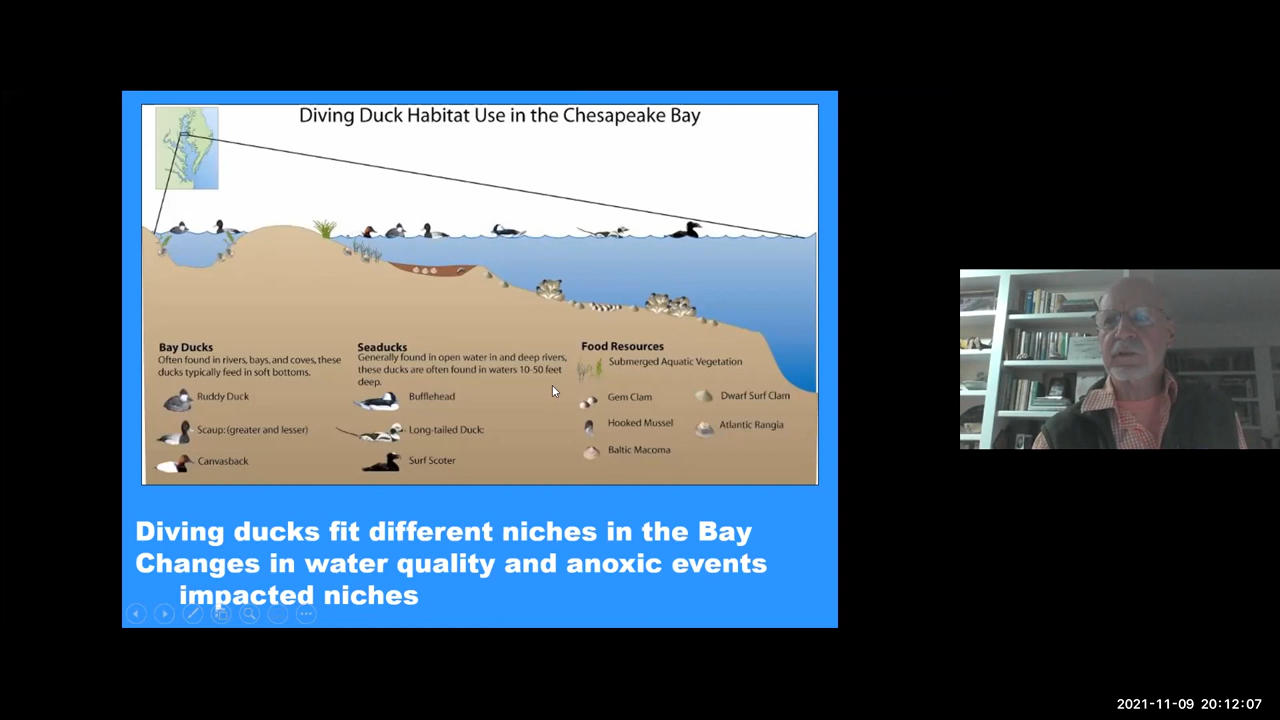 Diving Duck Habitat Use in the Chesapeake Bay
Bay Ducks
Often found in rivers, bays, and coves, these
ducks typically feed in soft bottoms.
Ruddy Duck
Scaup: (greater and lesser)
Canvasback
Seaducks
Generally found in open water in and deep rivers,
these ducks are often found in waters 10-50 feet
deep.
Bufflehead
Long-tailed Duck:
Surf Scoter
Food Resources
Submerged Aquatic Vegetation
Gem Clam
Dwarf Surf Clam
Hooked Mussel
Atlantic Rangia
Baltic Macoma
Diving ducks fit different niches in the Bay
Changes in water quality and anoxic events
impacted niches
2021-11-09 20:12:07